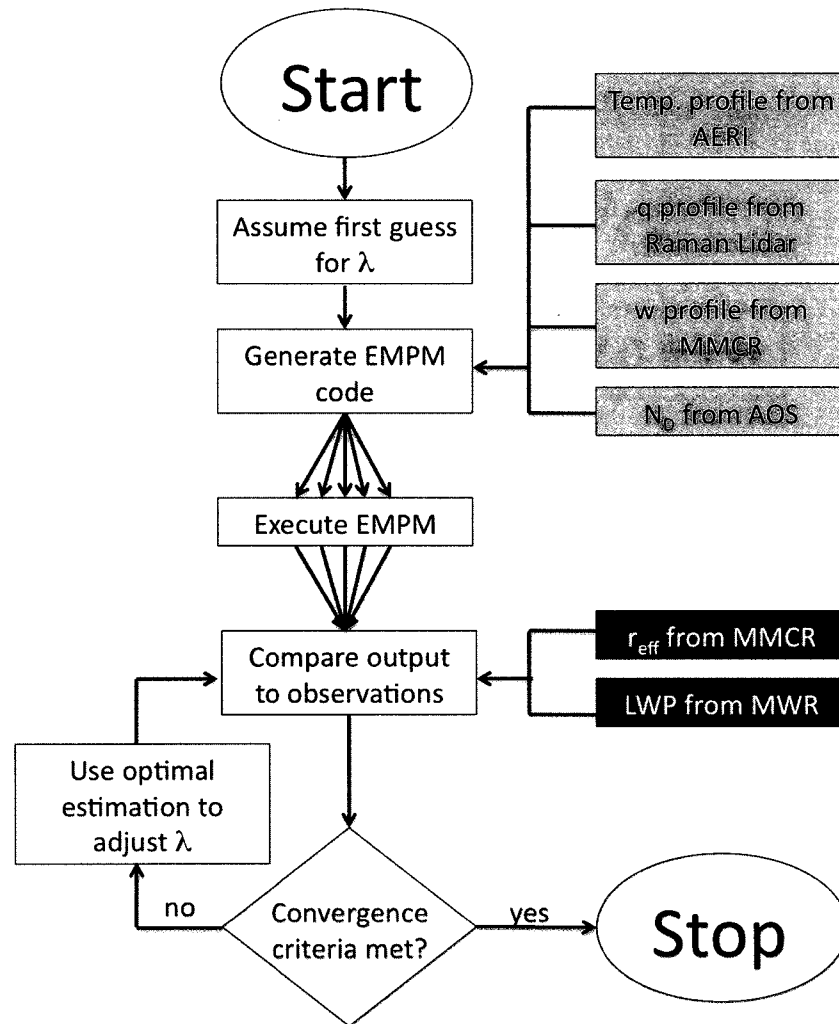 Start
Temp. profile from
AERI
Assume first guess
for λ
q profile from
Raman Lidar
w profile from
MMCR
Generate EMPM
code
N_D from AOS
Execute EMPM
r_eff from MMCR
Compare output
to observations
LWP from MWR
Use optimal
estimation to
adjust λ
no
Convergence
criteria met?
yes
Stop